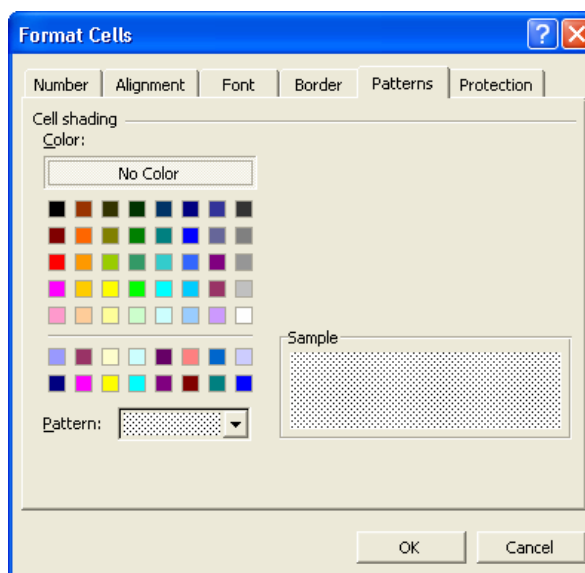 Format Cells
Number Alignment Font Border Patterns Protection
Cell shading
Color:
No Color
Sample
Pattern:
OK Cancel